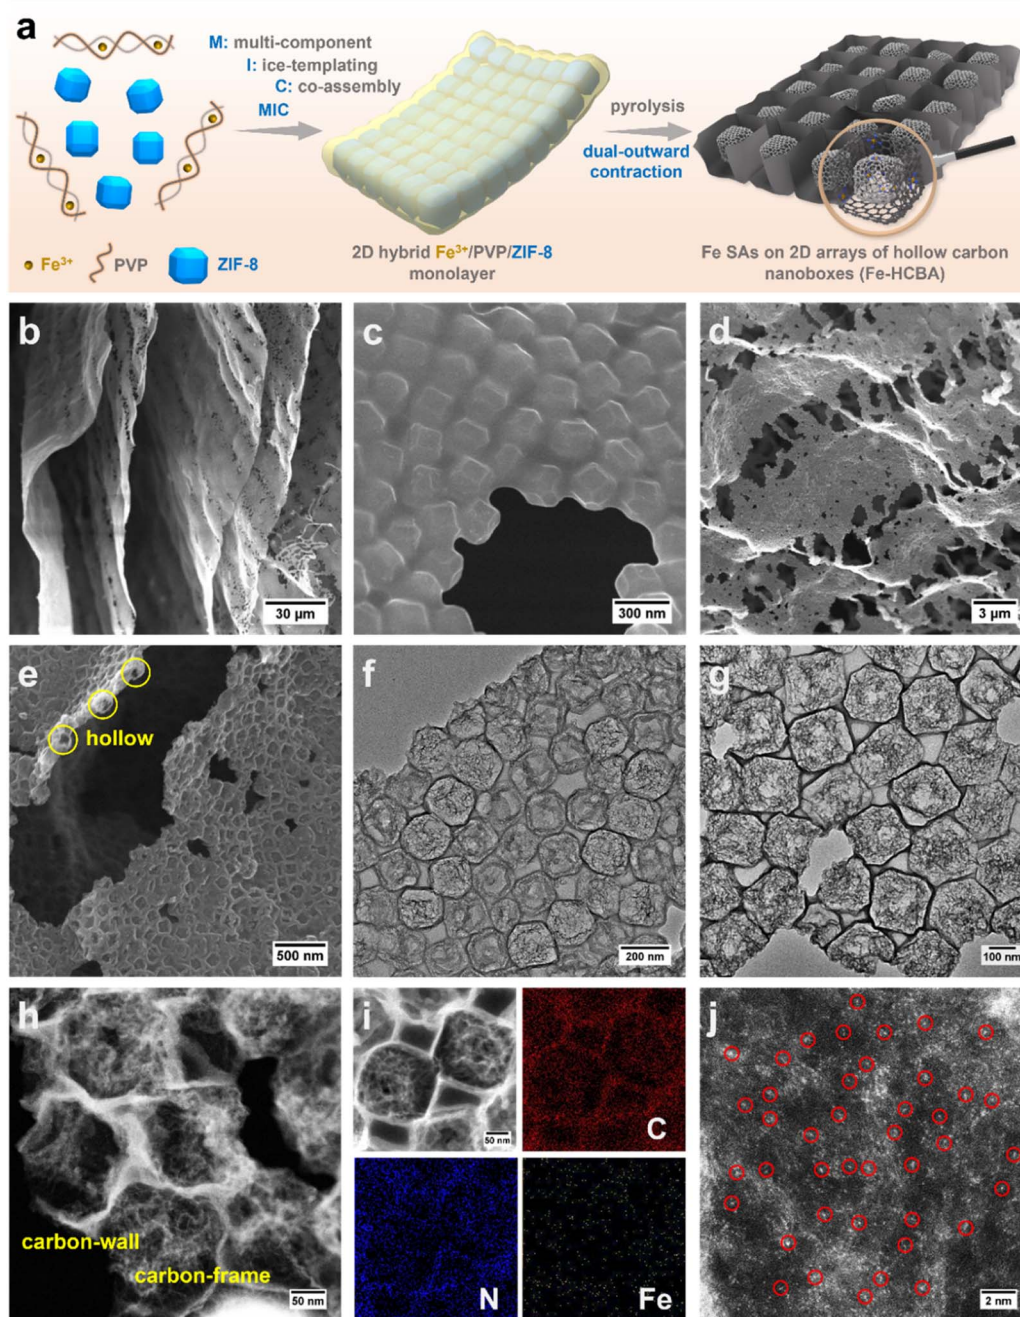 a
M: multi-component
I: ice-templating
C: co-assembly
MIC
pyrolysis
dual-outward
contraction
Fe³⁺
PVP
ZIF-8
2D hybrid Fe³⁺/PVP/ZIF-8
monolayer
Fe SAs on 2D arrays of hollow carbon
nanoboxes (Fe-HCBA)
b
30 µm
c
300 nm
d
3 µm
e
hollow
500 nm
f
200 nm
g
100 nm
h
carbon-wall
carbon-frame
50 nm
i
50 nm
C
N
Fe
j
2 nm